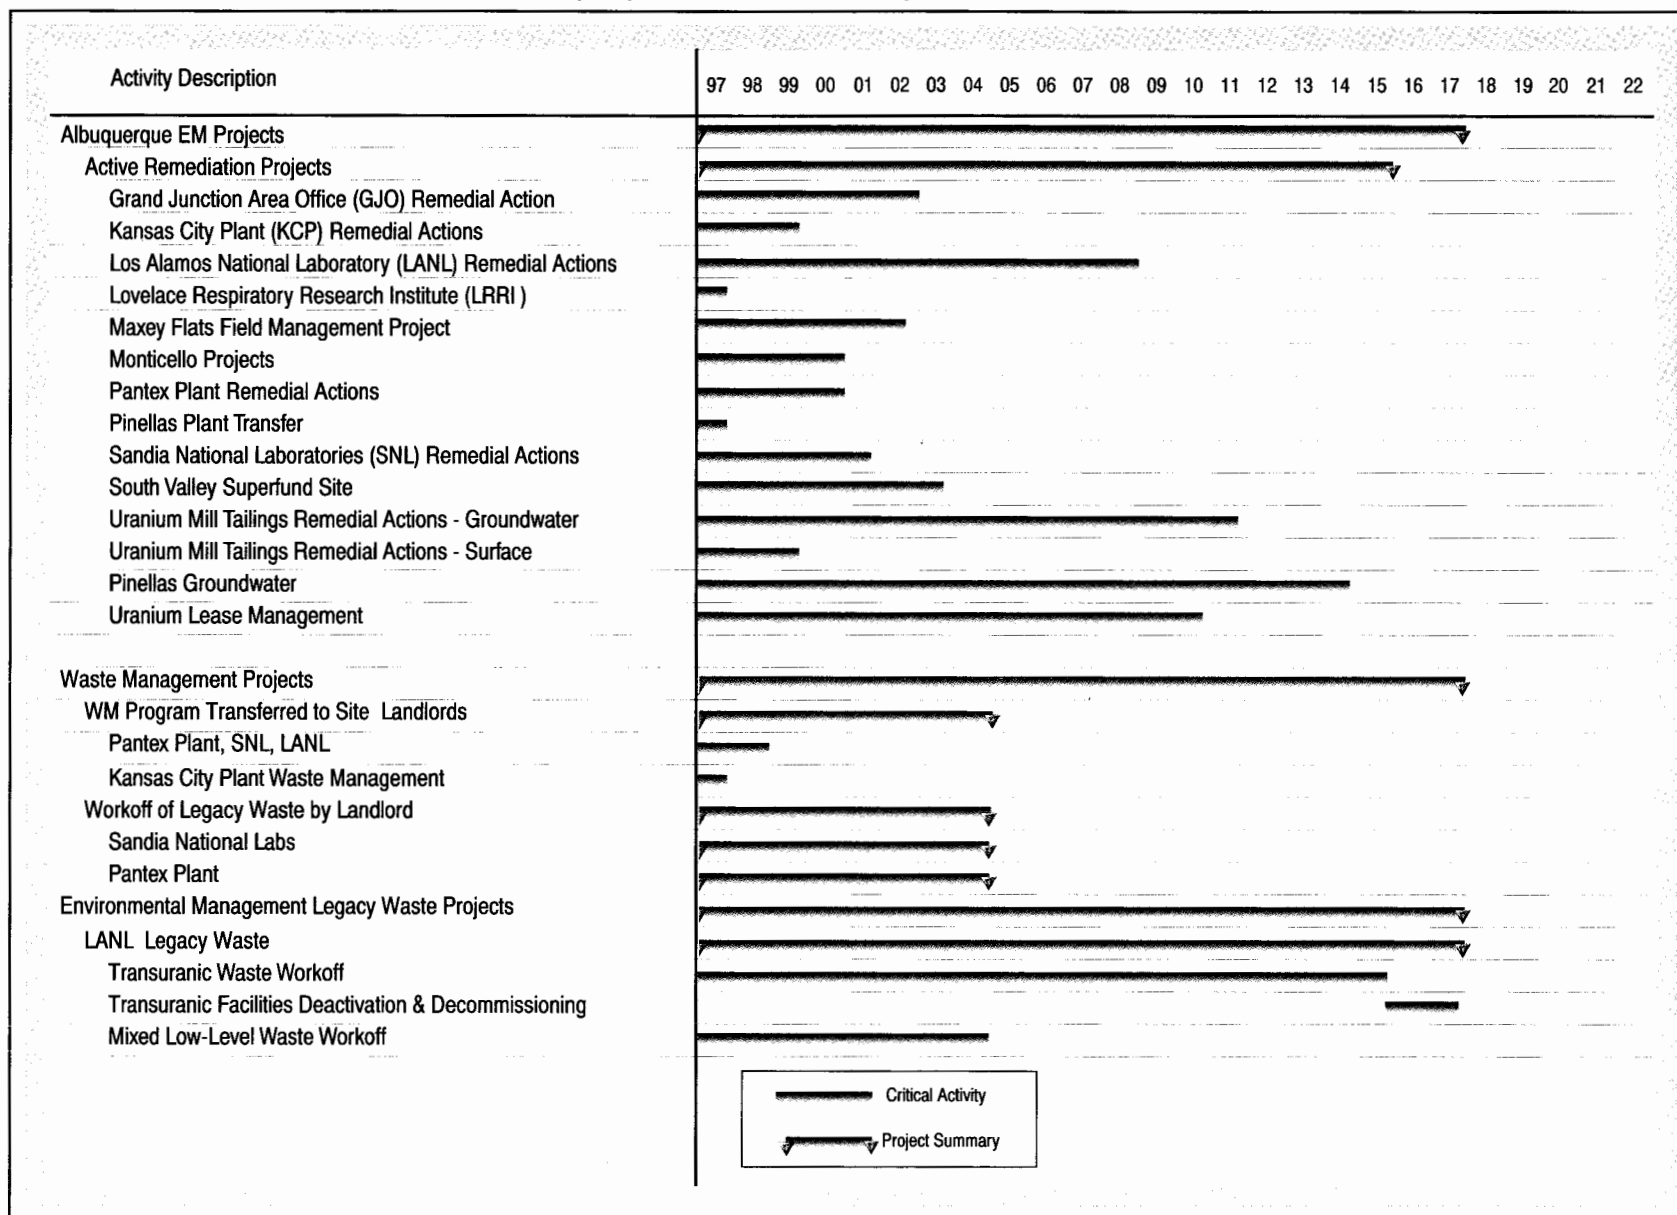 Activity Description
97 98 99 00 01 02 03 04 05 06 07 08 09 10 11 12 13 14 15 16 17 18 19 20 21 22
Albuquerque EM Projects
Active Remediation Projects
Grand Junction Area Office (GJO) Remedial Action
Kansas City Plant (KCP) Remedial Actions
Los Alamos National Laboratory (LANL) Remedial Actions
Lovelace Respiratory Research Institute (LRRI )
Maxey Flats Field Management Project
Monticello Projects
Pantex Plant Remedial Actions
Pinellas Plant Transfer
Sandia National Laboratories (SNL) Remedial Actions
South Valley Superfund Site
Uranium Mill Tailings Remedial Actions - Groundwater
Uranium Mill Tailings Remedial Actions - Surface
Pinellas Groundwater
Uranium Lease Management
Waste Management Projects
WM Program Transferred to Site Landlords
Pantex Plant, SNL, LANL
Kansas City Plant Waste Management
Workoff of Legacy Waste by Landlord
Sandia National Labs
Pantex Plant
Environmental Management Legacy Waste Projects
LANL Legacy Waste
Transuranic Waste Workoff
Transuranic Facilities Deactivation & Decommissioning
Mixed Low-Level Waste Workoff
Critical Activity
Project Summary